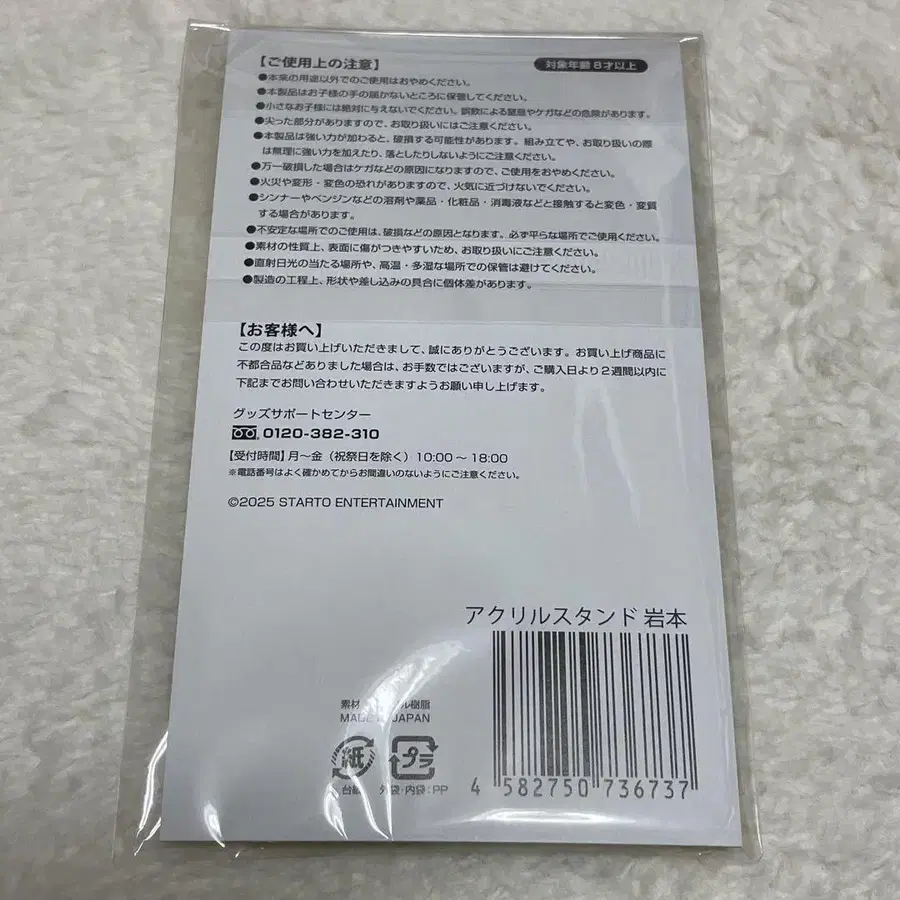 【ご使用上の注意】
対象年齢 8才以上
●本来の用途以外でのご使用はおやめください。
●本製品はお子様の手の届かないところに保管してください。
●小さなお子様には絶対に与えないでください。誤飲による窒息やケガなどの危険があります。
●尖った部分がありますので、お取り扱いにはご注意ください。
●本製品は強い力が加わると、破損する可能性があります。組み立てや、お取り扱いの際
は無理に強い力を加えたり、落としたりしないようにご注意ください。
●万一破損した場合はケガなどの原因になりますので、ご使用をおやめください。
●火災や変形・変色の恐れがありますので、火気に近づけないでください。
●シンナーやベンジンなどの溶剤や薬品・化粧品・消毒液などと接触すると変色・変質
する場合があります。
●不安定な場所でのご使用は、破損などの原因となります。必ず平らな場所でご使用ください。
●素材の性質上、表面に傷がつきやすいため、お取り扱いにご注意ください。
●直射日光の当たる場所や、高温・多湿な場所での保管は避けてください。
●製造の工程上、形状や差し込みの具合に個体差があります。
【お客様へ】
この度はお買い上げいただきまして、誠にありがとうございます。お買い上げ商品に
不都合品などありました場合は、お手数ではございますが、ご購入日より2週間以内に
下記までお問い合わせいただきますようお願い申し上げます。
グッズサポートセンター
0120-382-310
【受付時間】月〜金（祝祭日を除く）10:00〜18:00
※電話番号はよく確かめてからお間違いのないようにご注意ください。
©2025 STARTO ENTERTAINMENT
アクリルスタンド 岩本
素材 ル樹脂
MADE JAPAN
紙 プラ
台紙 外袋・内袋：PP
4 582750 736737